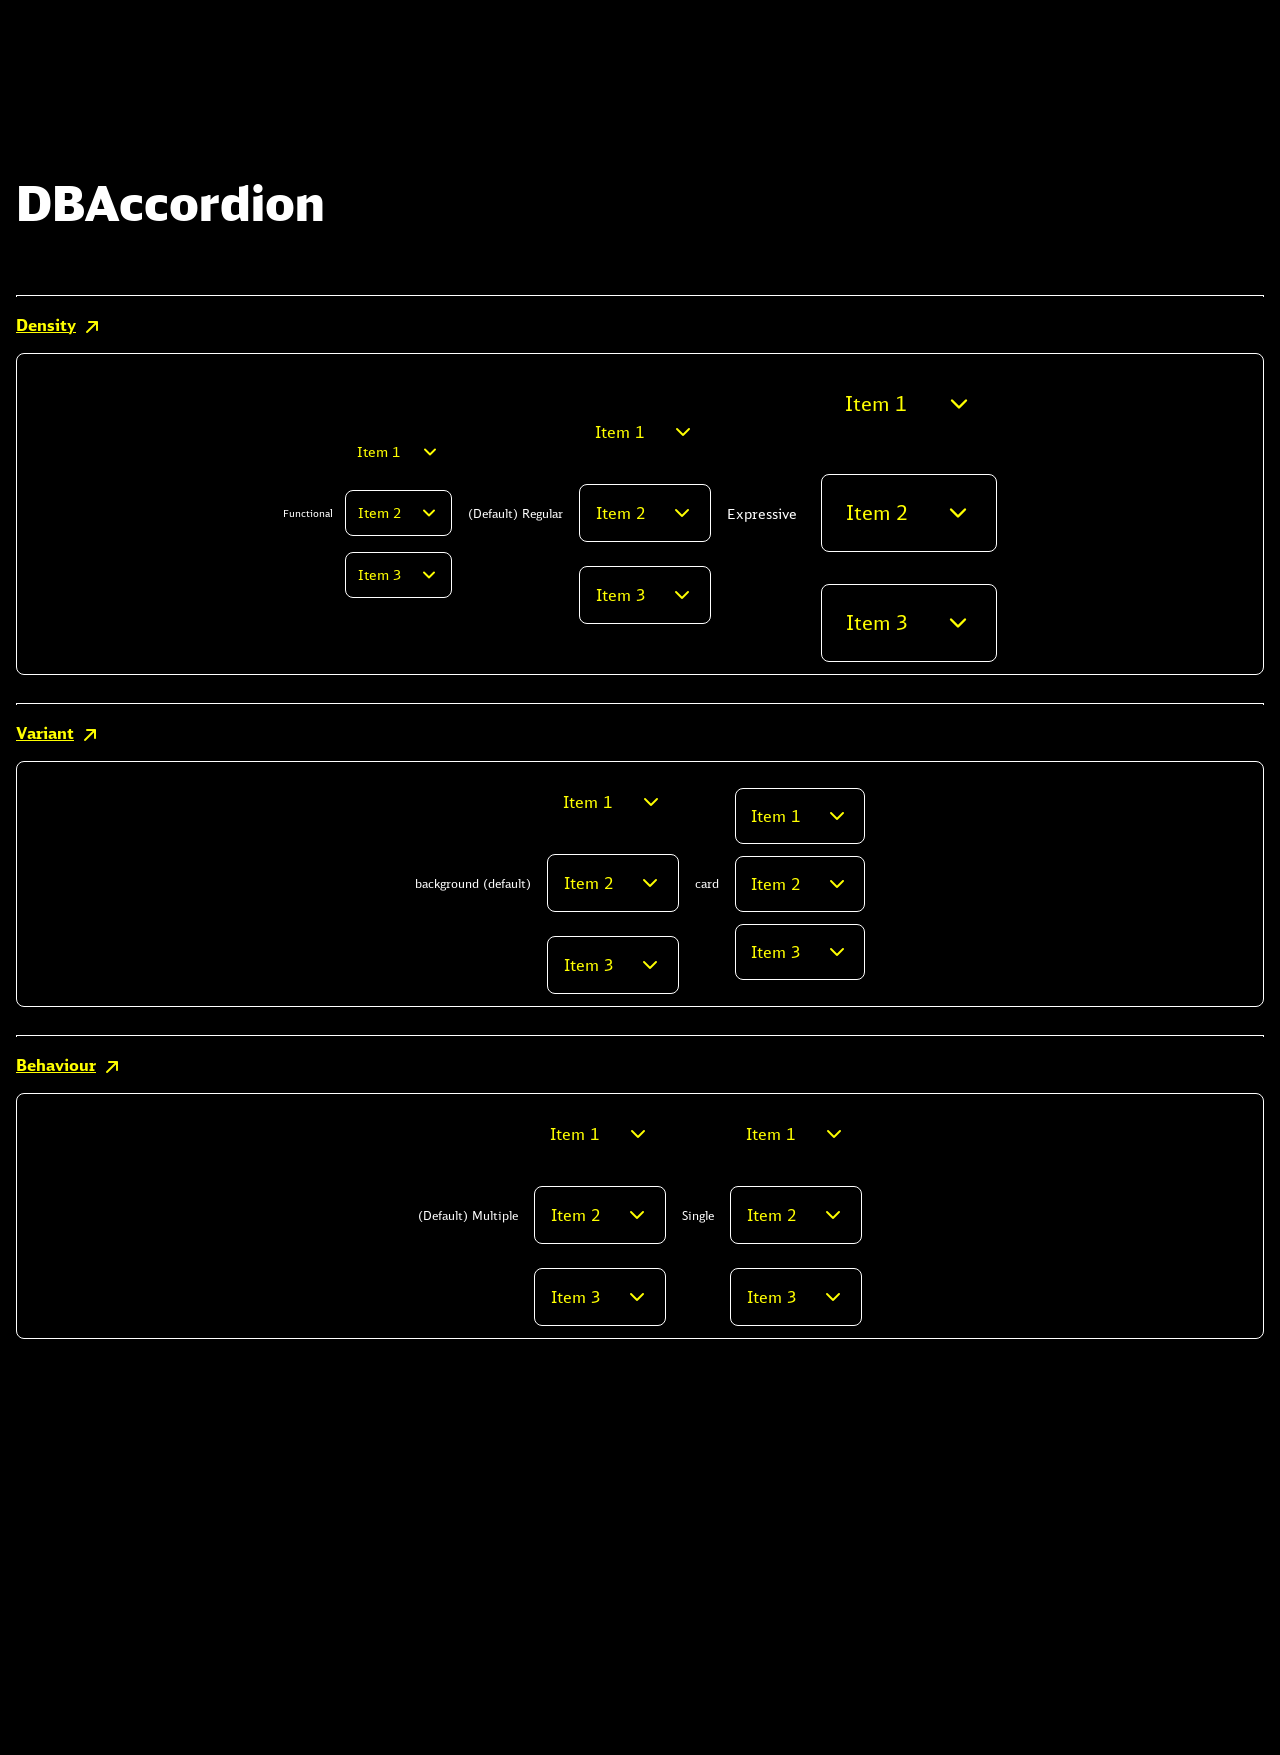 DBAccordion
Density
Functional
Item 1
Item 2
Item 3
(Default) Regular
Item 1
Item 2
Item 3
Expressive
Item 1
Item 2
Item 3
Variant
background (default)
Item 1
Item 2
Item 3
card
Item 1
Item 2
Item 3
Behaviour
(Default) Multiple
Item 1
Item 2
Item 3
Single
Item 1
Item 2
Item 3